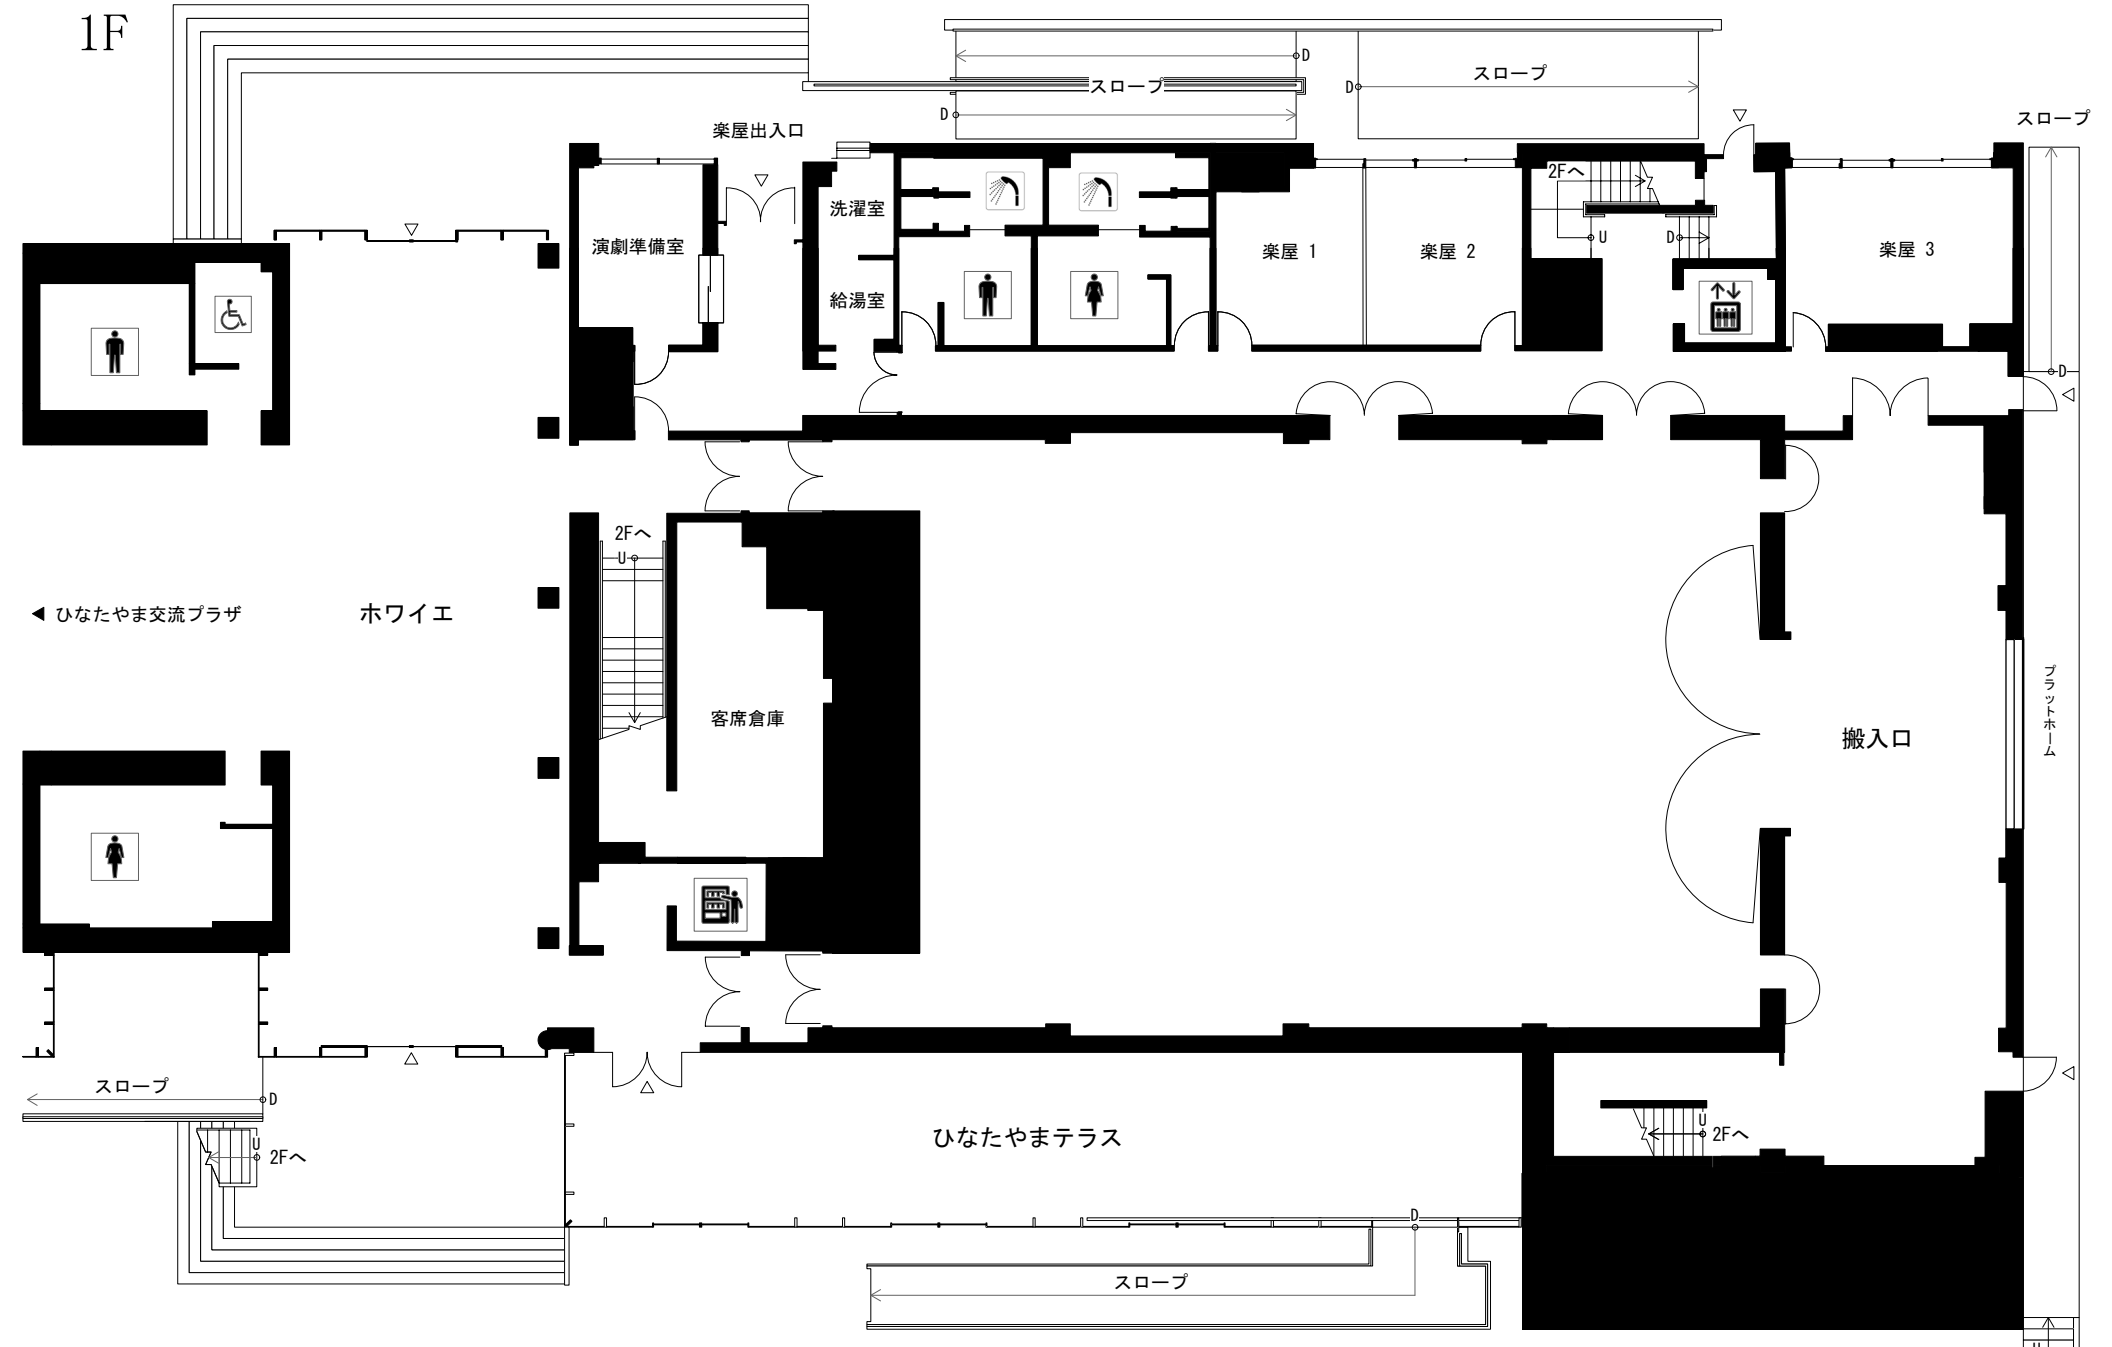 1F
D
スロープ
スロープ
D
D
スロープ
楽屋出入口
2Fへ
洗濯室
演劇準備室
U
D
楽屋 1
楽屋 2
楽屋 3
給湯室
D
2Fへ
U
◀ ひなたやま交流プラザ
ホワイエ
客席倉庫
搬入口
プラットホーム
スロープ
D
U
2Fへ
ひなたやまテラス
U
2Fへ
D
スロープ
U